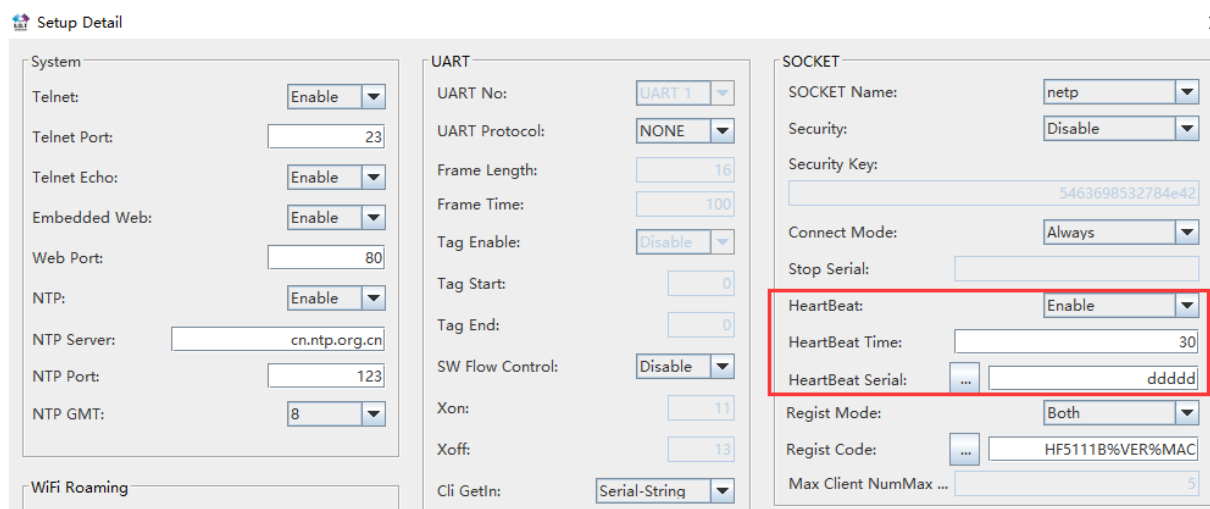 Setup Detail
System
Telnet: Enable
Telnet Port: 23
Telnet Echo: Enable
Embedded Web: Enable
Web Port: 80
NTP: Enable
NTP Server: cn.ntp.org.cn
NTP Port: 123
NTP GMT: 8
WiFi Roaming
UART
UART No: UART 1
UART Protocol: NONE
Frame Length: 16
Frame Time: 100
Tag Enable: Disable
Tag Start: 0
Tag End: 0
SW Flow Control: Disable
Xon: 11
Xoff: 13
Cli GetIn: Serial-String
SOCKET
SOCKET Name: netp
Security: Disable
Security Key:
5463698532784e42
Connect Mode: Always
Stop Serial:
HeartBeat: Enable
HeartBeat Time: 30
HeartBeat Serial: ... ddddd
Regist Mode: Both
Regist Code: ... HF5111B%VER%MAC
Max Client NumMax ... 5